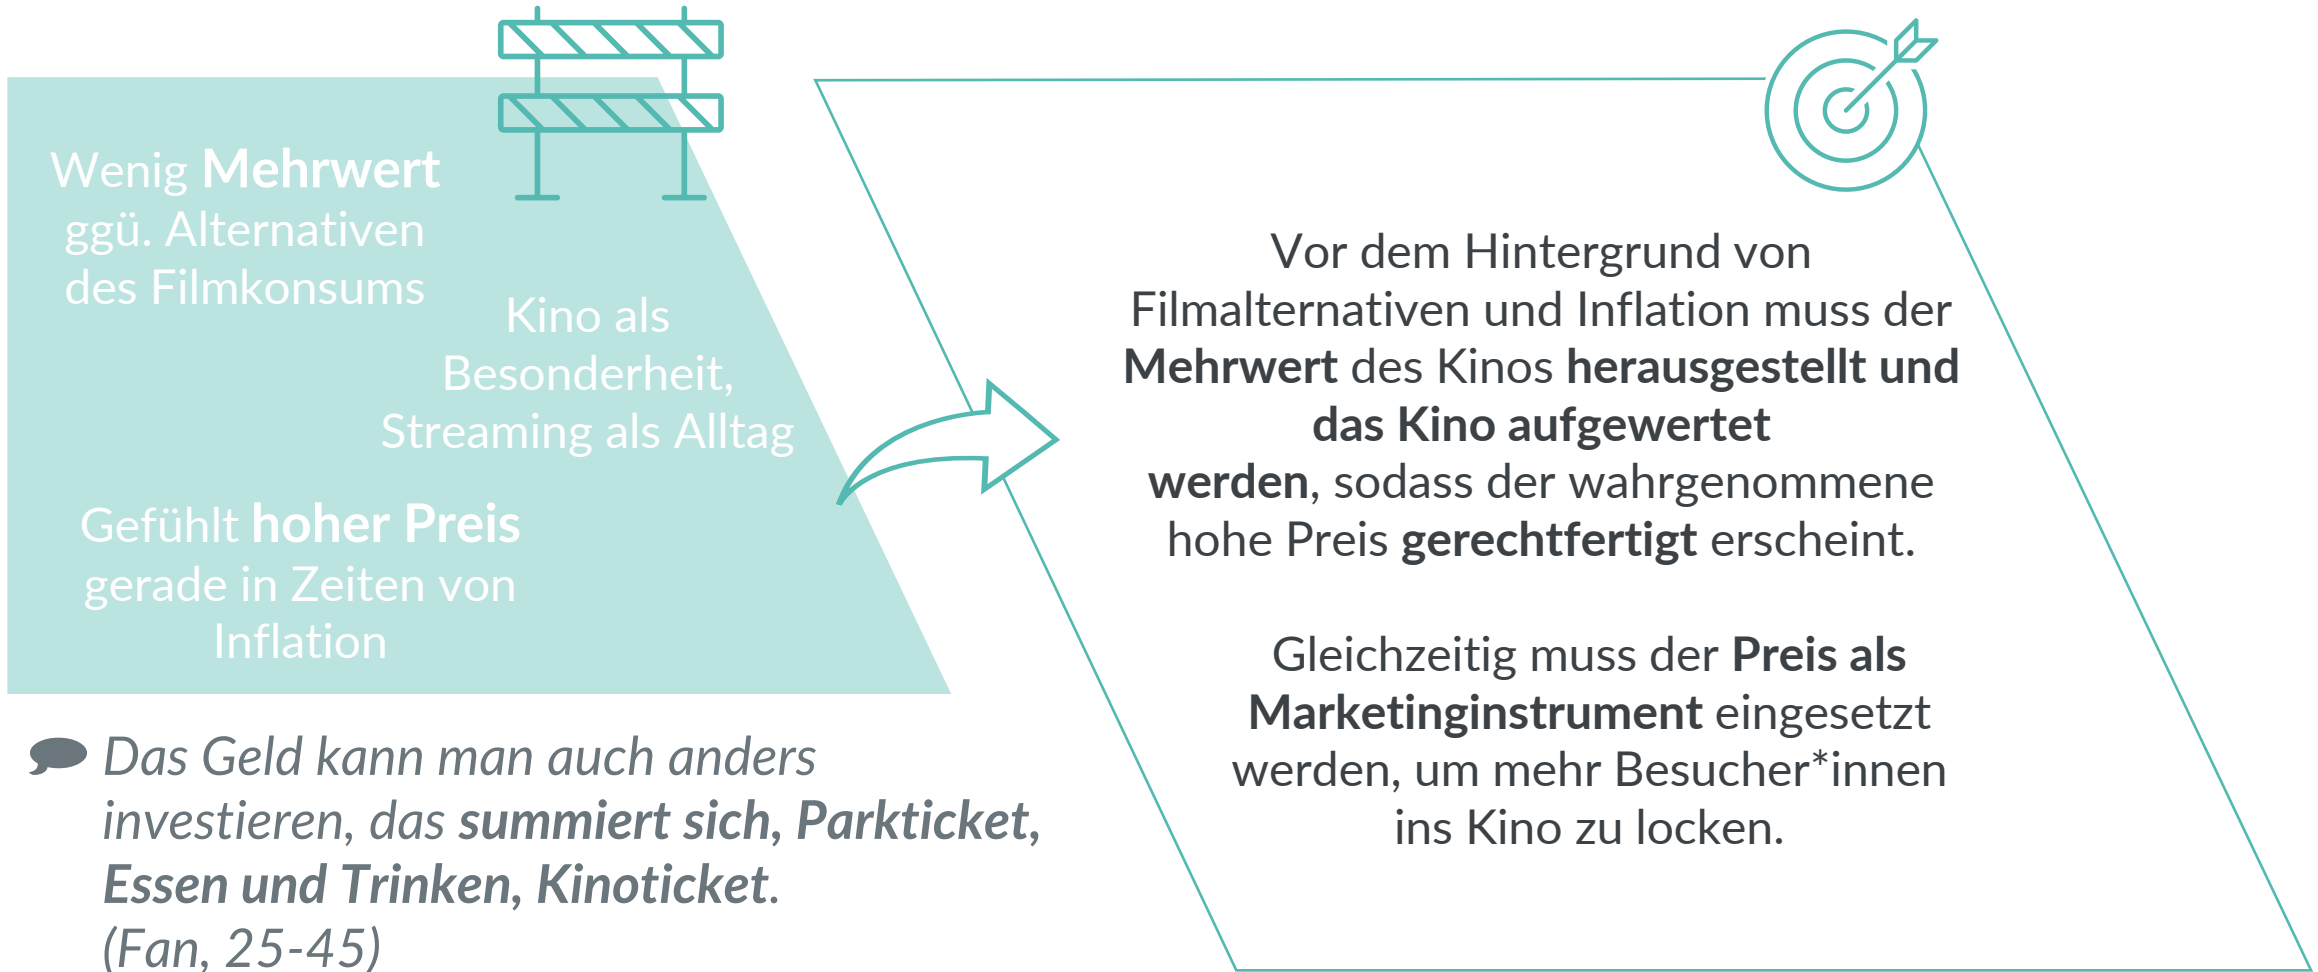 Wenig Mehrwert
ggü. Alternativen
des Filmkonsums
Kino als
Besonderheit,
Streaming als Alltag
Gefühlt hoher Preis
gerade in Zeiten von
Inflation
Das Geld kann man auch anders
investieren, das summiert sich, Parkticket,
Essen und Trinken, Kinoticket.
(Fan, 25-45)
Vor dem Hintergrund von
Filmalternativen und Inflation muss der
Mehrwert des Kinos herausgestellt und
das Kino aufgewertet
werden, sodass der wahrgenommene
hohe Preis gerechtfertigt erscheint.
Gleichzeitig muss der Preis als
Marketinginstrument eingesetzt
werden, um mehr Besucher*innen
ins Kino zu locken.